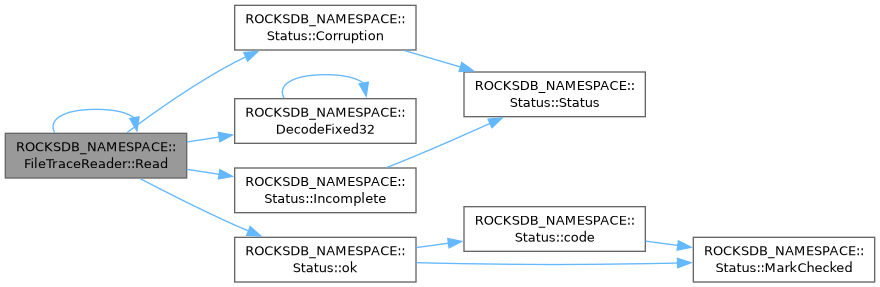 ROCKSDB_NAMESPACE::
FileTraceReader::Read
ROCKSDB_NAMESPACE::
Status::Corruption
ROCKSDB_NAMESPACE::
DecodeFixed32
ROCKSDB_NAMESPACE::
Status::Incomplete
ROCKSDB_NAMESPACE::
Status::ok
ROCKSDB_NAMESPACE::
Status::Status
ROCKSDB_NAMESPACE::
Status::code
ROCKSDB_NAMESPACE::
Status::MarkChecked